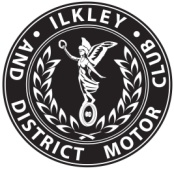 ILKLEY
AND DISTRICT MOTOR CLUB